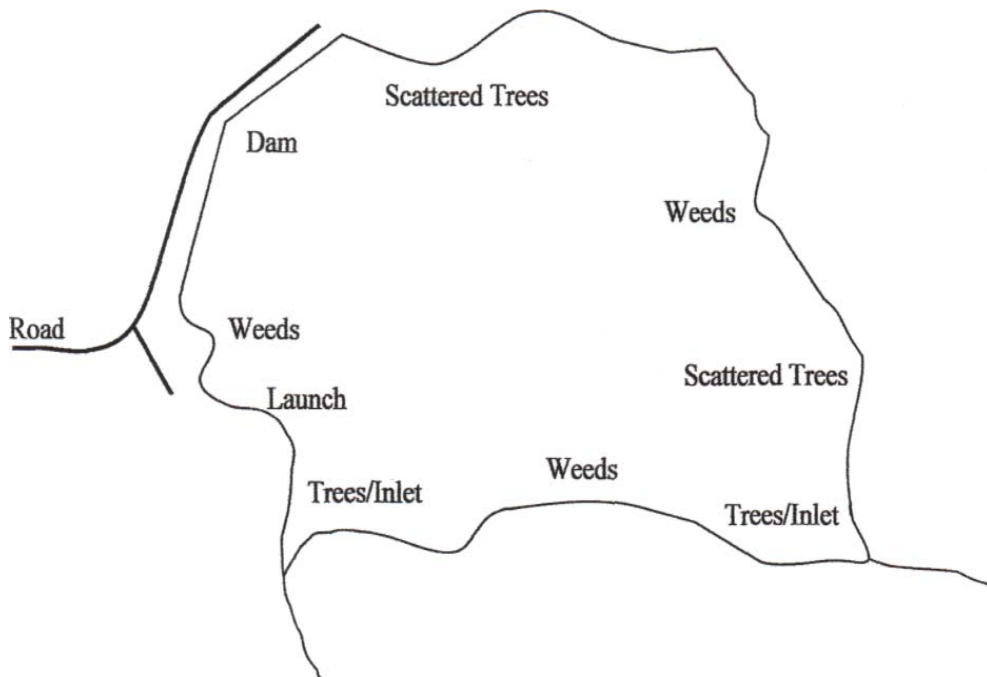 Scattered Trees
Dam
Weeds
Road
Weeds
Scattered Trees
Launch
Weeds
Trees/Inlet
Trees/Inlet